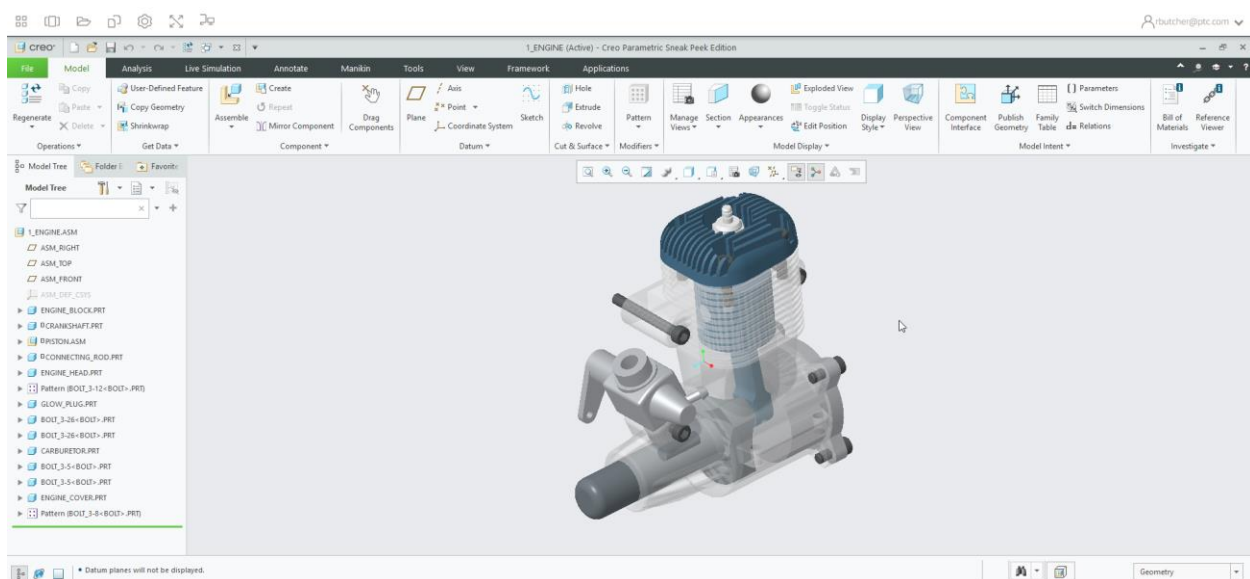 rbutcher@ptc.com
creo
1_ENGINE (Active) - Creo Parametric Sneak Peek Edition
File Model Analysis Live Simulation Annotate Manikin Tools View Framework Applications
Regenerate
Copy
Paste
Delete
Operations
User-Defined Feature
Copy Geometry
Shrinkwrap
Get Data
Assemble
Create
Repeat
Mirror Component
Drag Components
Component
Plane
Axis
Point
Coordinate System
Sketch
Datum
Hole
Extrude
Revolve
Cut & Surface
Pattern
Modifiers
Manage Views
Section
Appearances
Exploded View
Toggle Status
Edit Position
Display Style
Perspective View
Model Display
Component Interface
Publish Geometry
Family Table
[ ] Parameters
Switch Dimensions
d= Relations
Model Intent
Bill of Materials
Reference Viewer
Investigate
Model Tree Folder Favorite
Model Tree
1_ENGINE.ASM
ASM_RIGHT
ASM_TOP
ASM_FRONT
ASM_DEF_CSYS
ENGINE_BLOCK.PRT
CRANKSHAFT.PRT
PISTON.ASM
CONNECTING_ROD.PRT
ENGINE_HEAD.PRT
Pattern (BOLT_3-12<BOLT>.PRT)
GLOW_PLUG.PRT
BOLT_3-26<BOLT>.PRT
BOLT_3-26<BOLT>.PRT
CARBURETOR.PRT
BOLT_3-5<BOLT>.PRT
BOLT_3-5<BOLT>.PRT
ENGINE_COVER.PRT
Pattern (BOLT_3-8<BOLT>.PRT)
• Datum planes will not be displayed.
Geometry